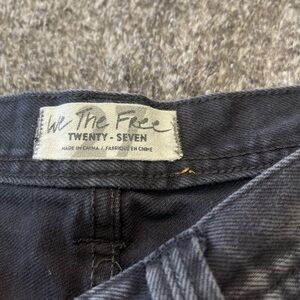 We The Free
TWENTY - SEVEN
MADE IN CHINA / FABRIQUÉ EN CHINE